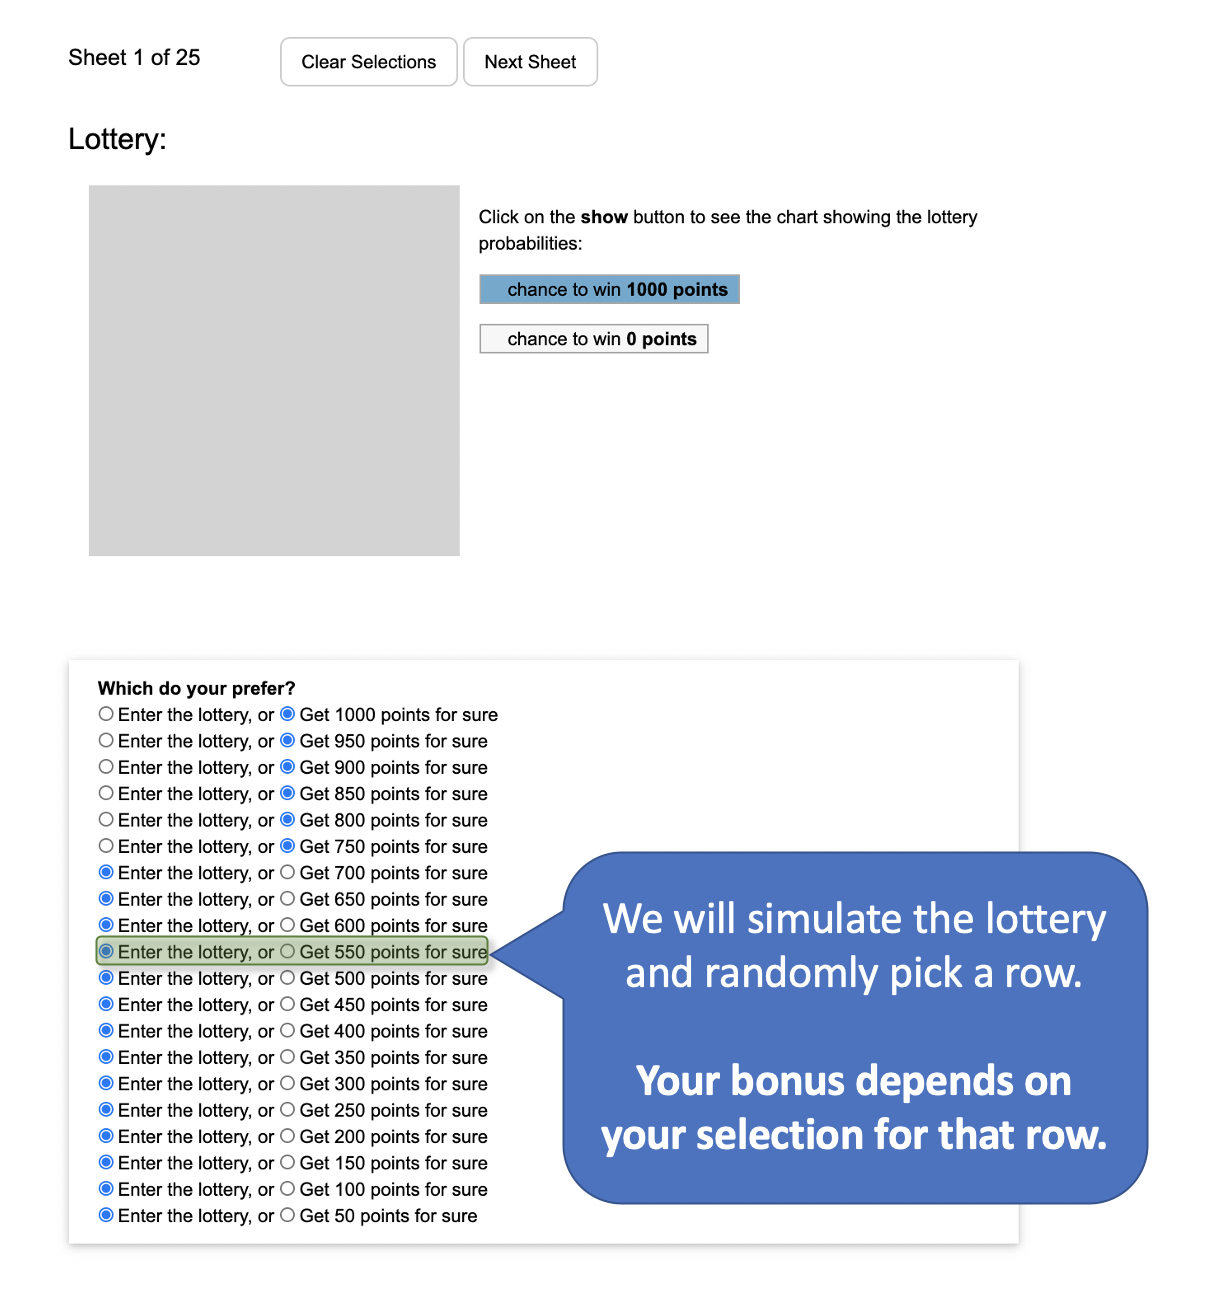 Sheet 1 of 25
Clear Selections
Next Sheet
Lottery:
Click on the show button to see the chart showing the lottery
probabilities:
chance to win 1000 points
chance to win 0 points
Which do your prefer?
Enter the lottery, or Get 1000 points for sure
Enter the lottery, or Get 950 points for sure
Enter the lottery, or Get 900 points for sure
Enter the lottery, or Get 850 points for sure
Enter the lottery, or Get 800 points for sure
Enter the lottery, or Get 750 points for sure
Enter the lottery, or Get 700 points for sure
Enter the lottery, or Get 650 points for sure
Enter the lottery, or Get 600 points for sure
Enter the lottery, or Get 550 points for sure
Enter the lottery, or Get 500 points for sure
Enter the lottery, or Get 450 points for sure
Enter the lottery, or Get 400 points for sure
Enter the lottery, or Get 350 points for sure
Enter the lottery, or Get 300 points for sure
Enter the lottery, or Get 250 points for sure
Enter the lottery, or Get 200 points for sure
Enter the lottery, or Get 150 points for sure
Enter the lottery, or Get 100 points for sure
Enter the lottery, or Get 50 points for sure
We will simulate the lottery
and randomly pick a row.
Your bonus depends on
your selection for that row.